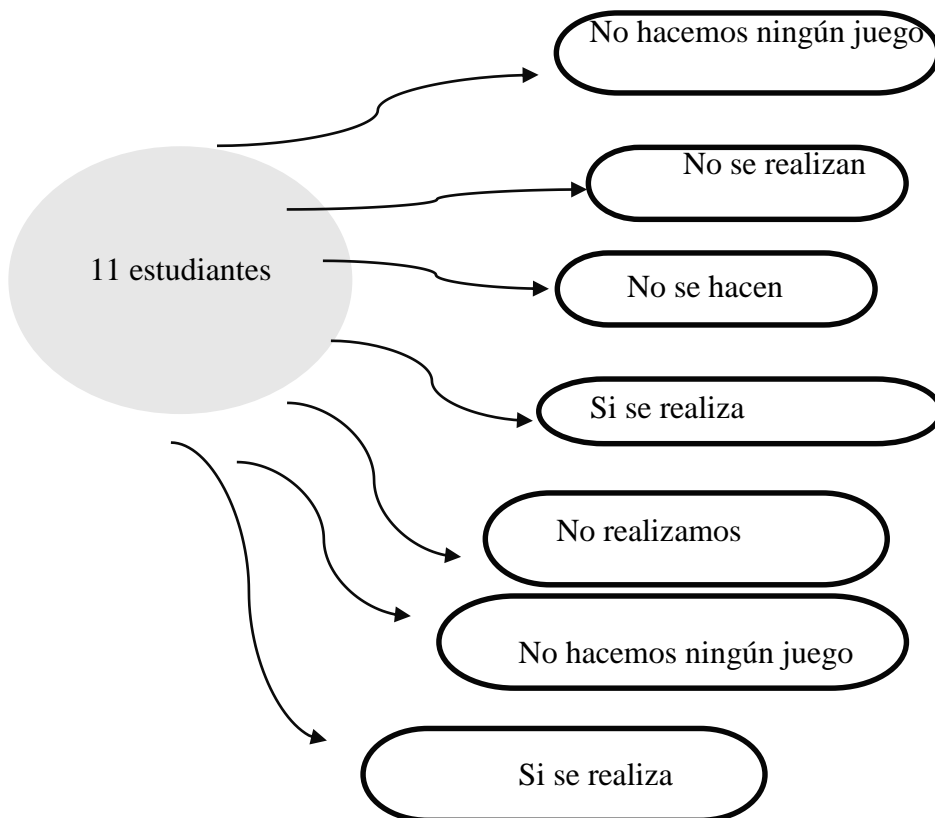 No hacemos ningún juego
No se realizan
11 estudiantes
No se hacen
Si se realiza
No realizamos
No hacemos ningún juego
Si se realiza